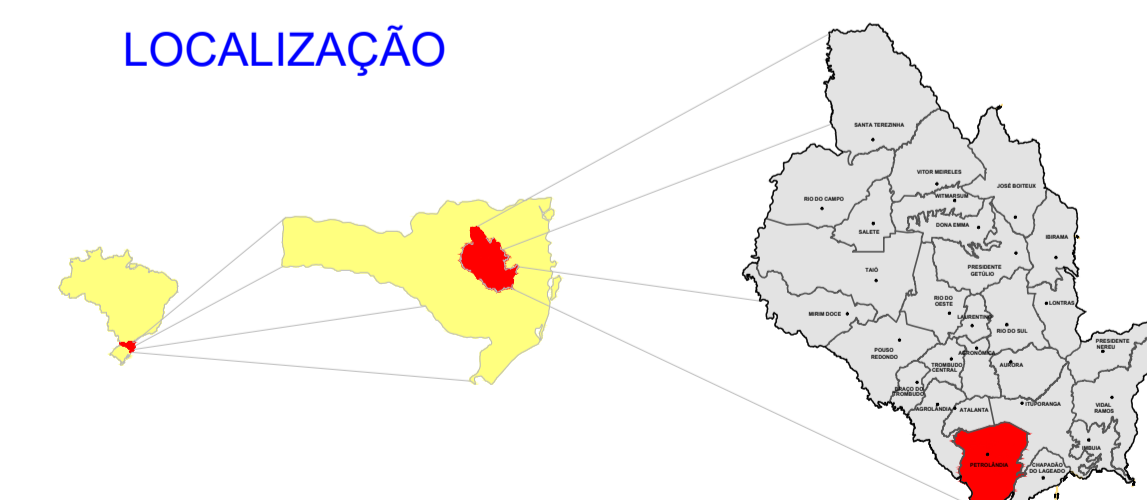 LOCALIZAÇÃO
SANTA TEREZINHA
VITOR MEIRELES
JOSÉ BOITEUX
RIO DO CAMPO
WITMARSUM
SALETE
DONA EMMA
IBIRAMA
TAIÓ
PRESIDENTE
GETÚLIO
RIO DO
OESTE
LONTRAS
MIRIM DOCE
LAURENTINO
RIO DO SUL
PRESIDENTE
NEREU
POUSO
REDONDO
AGRONÔMICA
TROMBUDO
CENTRAL
AURORA
BRAÇO DO
TROMBUDO
AGROLANDIA
ATALANTA
ITUPORANGA
VIDAL
RAMOS
IMBUIA
PETROLÂNDIA
CHAPADÃO
DO LAGEADO